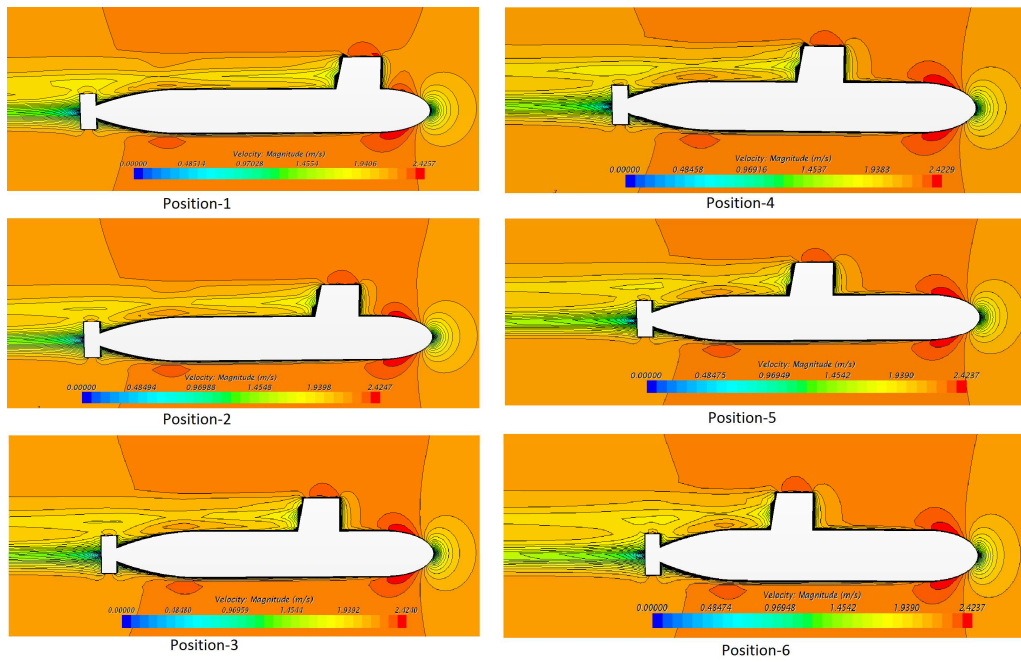 Velocity: Magnitude (m/s)
0.00000 0.48514 0.97028 1.4554 1.9406 2.4257
Position-1
Velocity: Magnitude (m/s)
0.00000 0.48494 0.96988 1.4548 1.9398 2.4247
Position-2
Velocity: Magnitude (m/s)
0.00000 0.48480 0.96959 1.4544 1.9392 2.4240
Position-3
Velocity: Magnitude (m/s)
0.00000 0.48458 0.96916 1.4537 1.9383 2.4229
Position-4
Velocity: Magnitude (m/s)
0.00000 0.48475 0.96949 1.4542 1.9390 2.4237
Position-5
Velocity: Magnitude (m/s)
0.00000 0.48474 0.96948 1.4542 1.9390 2.4237
Position-6